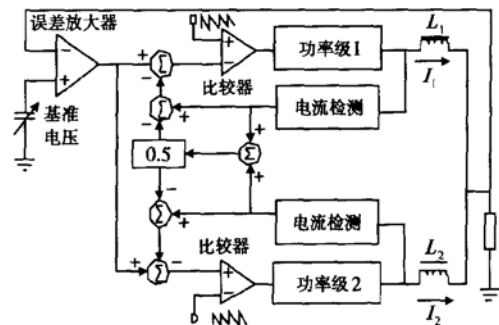 误差放大器
+
基准
电压
+
−
+
−
比较器
功率级1
L₁
I₁
Σ
Σ
+
−
电流检测
0.5
+
Σ
+
−
Σ
+
电流检测
−
+
Σ
比较器
+
−
功率级2
L₂
I₂